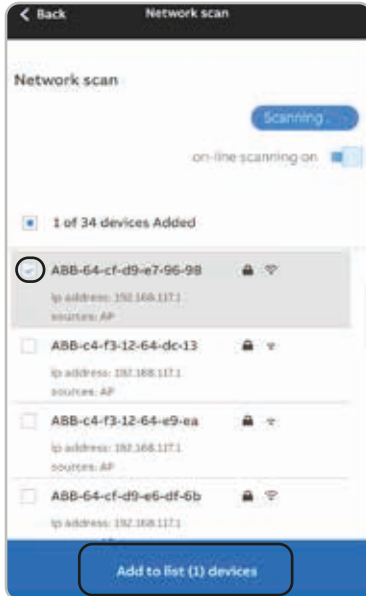 Back Network scan
Network scan
Scanning...
on-line scanning on
1 of 34 devices Added
ABB-64-cf-d9-e7-96-98
ip address: 192.168.117.1
sources: AP
ABB-c4-f3-12-64-dc-13
ip address: 192.168.117.1
sources: AP
ABB-c4-f3-12-64-e9-ea
ip address: 192.168.117.1
sources: AP
ABB-64-cf-d9-e6-df-6b
ip address: 192.168.117.1
Add to list (1) devices